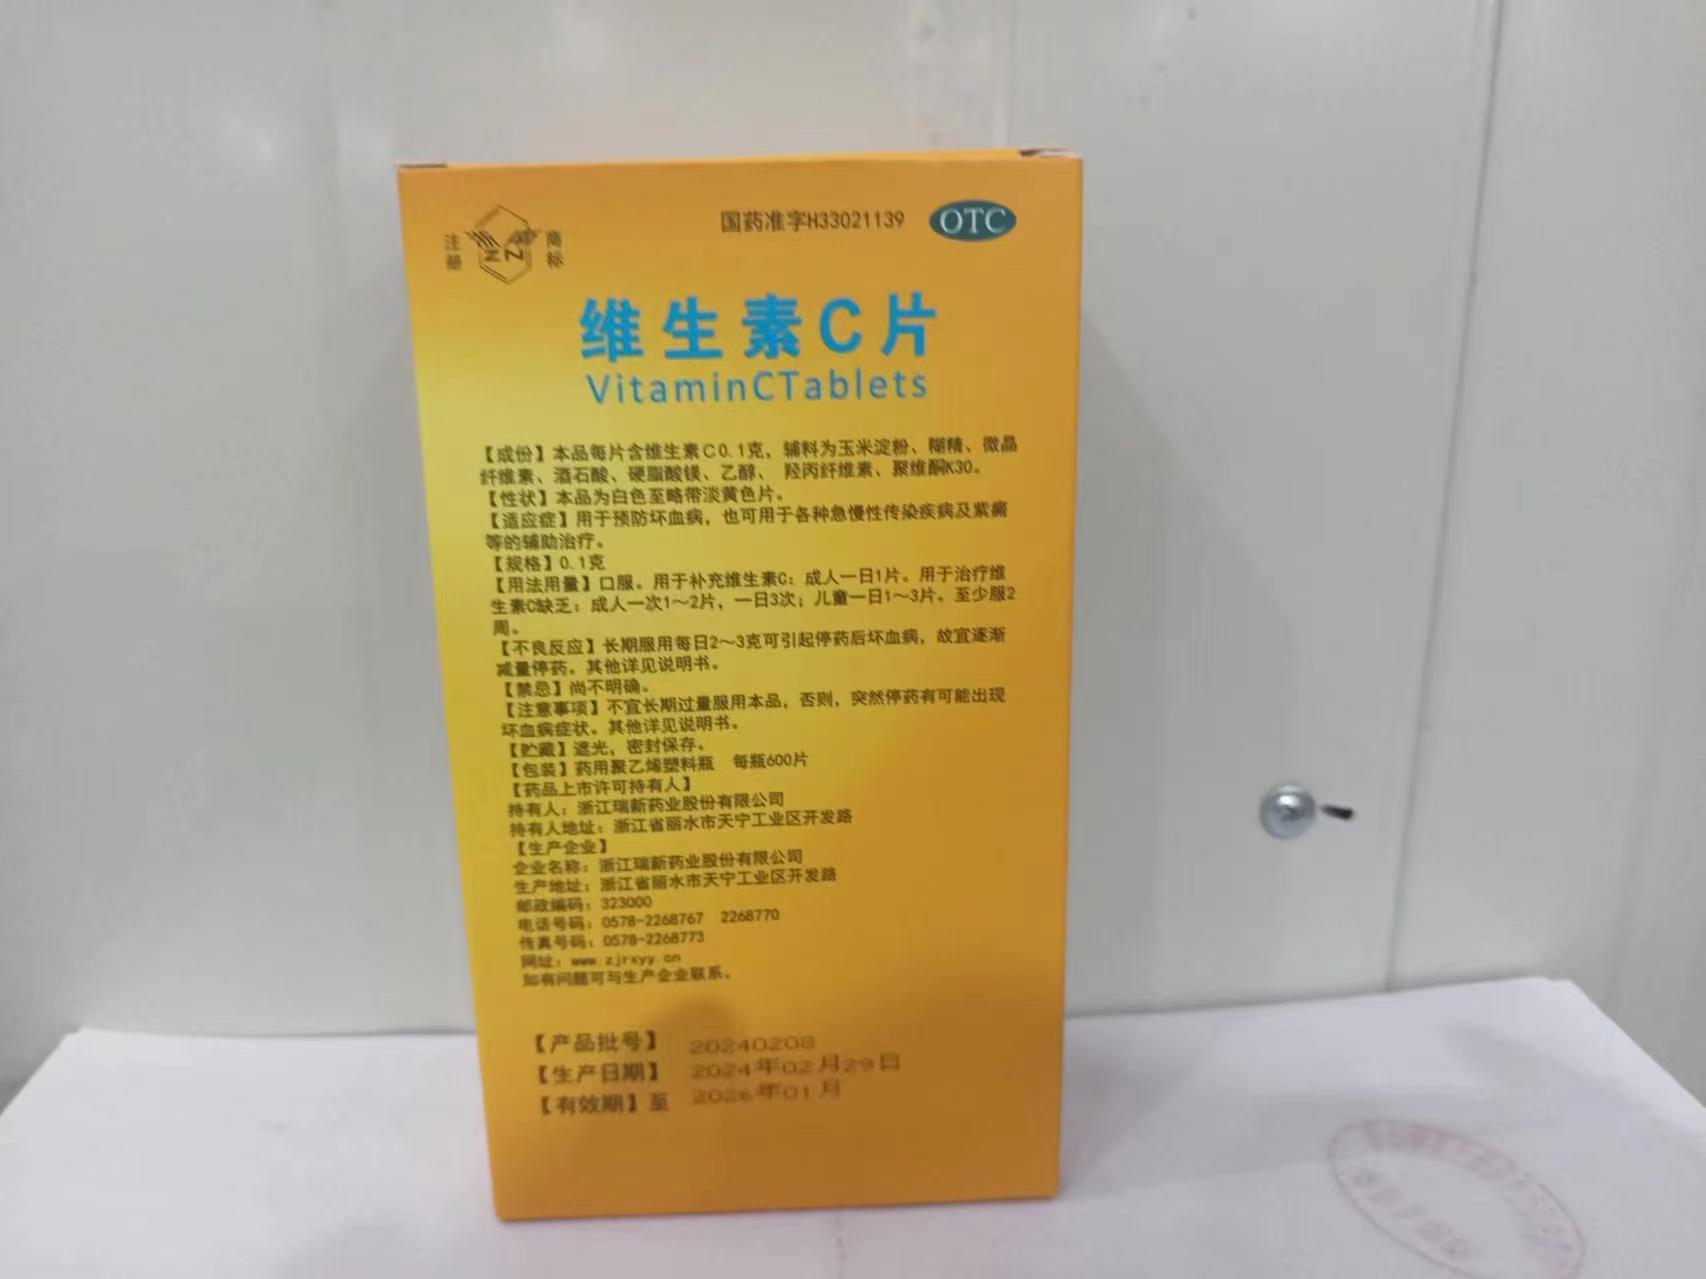 注册 商标
HZ
国药准字H33021139 OTC
维生素C片
VitaminCTablets
【成份】本品每片含维生素C0.1克，辅料为玉米淀粉、糊精、微晶
纤维素、酒石酸、硬脂酸镁、乙醇、 羟丙纤维素、聚维酮K30。
【性状】本品为白色至略带淡黄色片。
【适应症】用于预防坏血病，也可用于各种急慢性传染疾病及紫癜
等的辅助治疗。
【规格】0.1克
【用法用量】口服。用于补充维生素C：成人一日1片。用于治疗维
生素C缺乏：成人一次1～2片，一日3次；儿童一日1～3片。至少服2
周。
【不良反应】长期服用每日2～3克可引起停药后坏血病，故宜逐渐
减量停药。其他详见说明书。
【禁忌】尚不明确。
【注意事项】不宜长期过量服用本品，否则，突然停药有可能出现
坏血病症状。其他详见说明书。
【贮藏】遮光，密封保存。
【包装】药用聚乙烯塑料瓶 每瓶600片
【药品上市许可持有人】
持有人：浙江瑞新药业股份有限公司
持有人地址：浙江省丽水市天宁工业区开发路
【生产企业】
企业名称：浙江瑞新药业股份有限公司
生产地址：浙江省丽水市天宁工业区开发路
邮政编码：323000
电话号码：0578-2268767 2268770
传真号码：0578-2268773
网址：www.zjrxyy.cn
如有问题可与生产企业联系。
【产品批号】 20240208
【生产日期】 2024年02月29日
【有效期】至 2026年01月